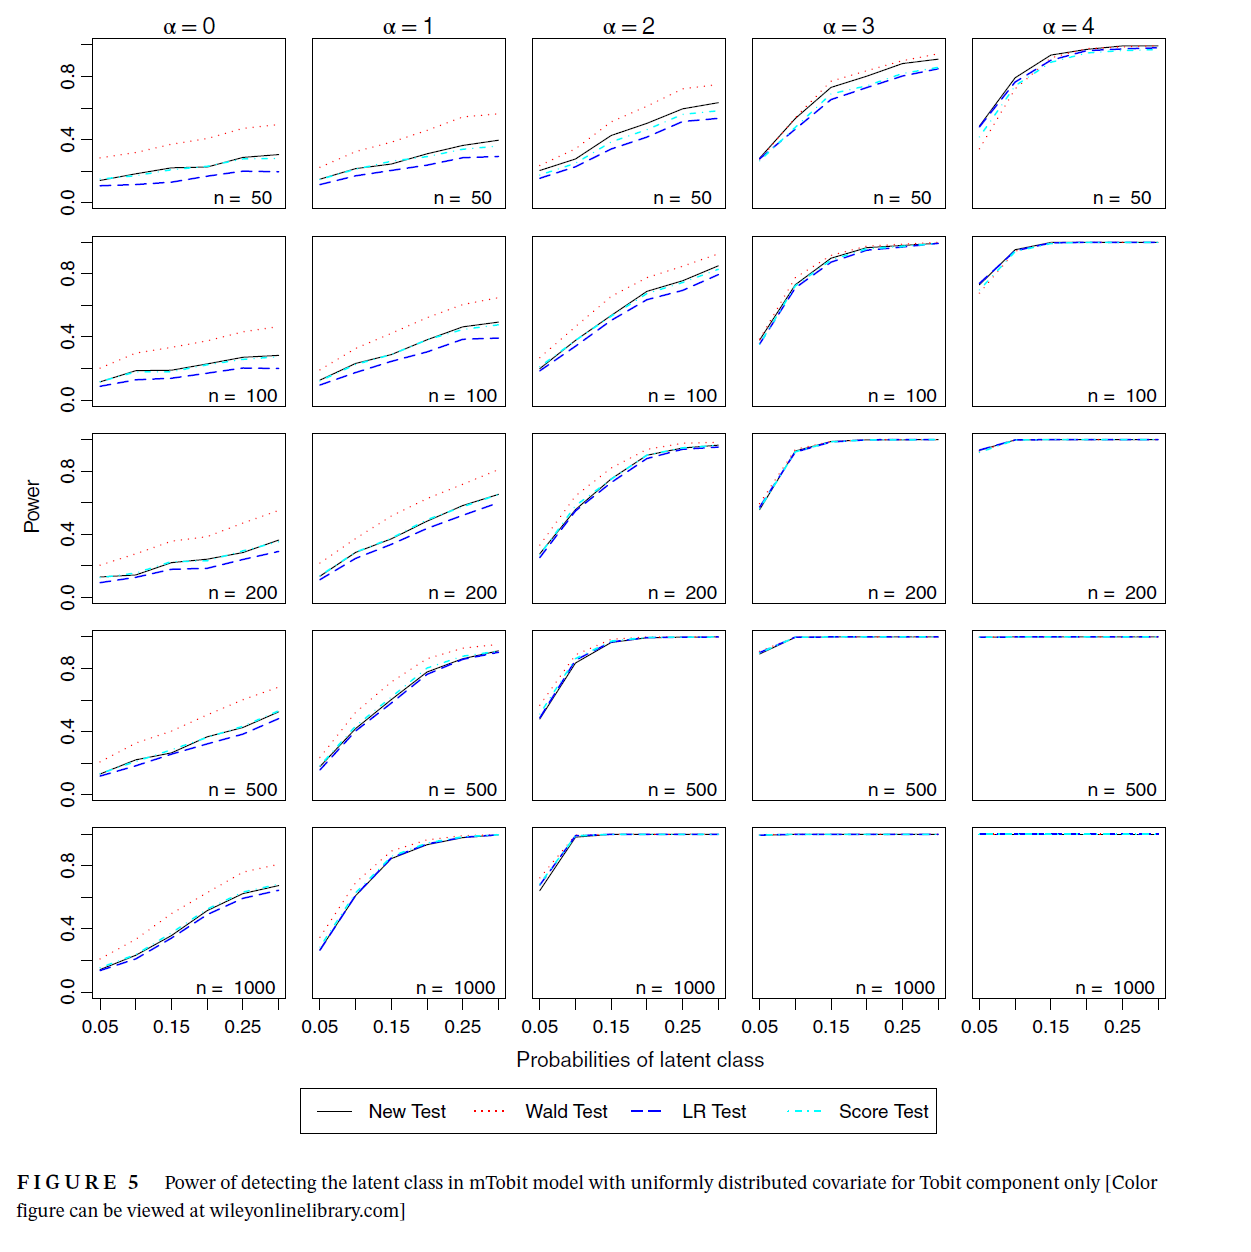 α = 0 α = 1 α = 2 α = 3 α = 4
0.8
0.4
0.0
n = 50 n = 50 n = 50 n = 50 n = 50
0.8
0.4
0.0
n = 100 n = 100 n = 100 n = 100 n = 100
Power
0.8
0.4
0.0
n = 200 n = 200 n = 200 n = 200 n = 200
0.8
0.4
0.0
n = 500 n = 500 n = 500 n = 500 n = 500
0.8
0.4
0.0
n = 1000 n = 1000 n = 1000 n = 1000 n = 1000
0.05 0.15 0.25 0.05 0.15 0.25 0.05 0.15 0.25 0.05 0.15 0.25 0.05 0.15 0.25
Probabilities of latent class
New Test Wald Test LR Test Score Test
FIGURE 5 Power of detecting the latent class in mTobit model with uniformly distributed covariate for Tobit component only [Color
figure can be viewed at wileyonlinelibrary.com]